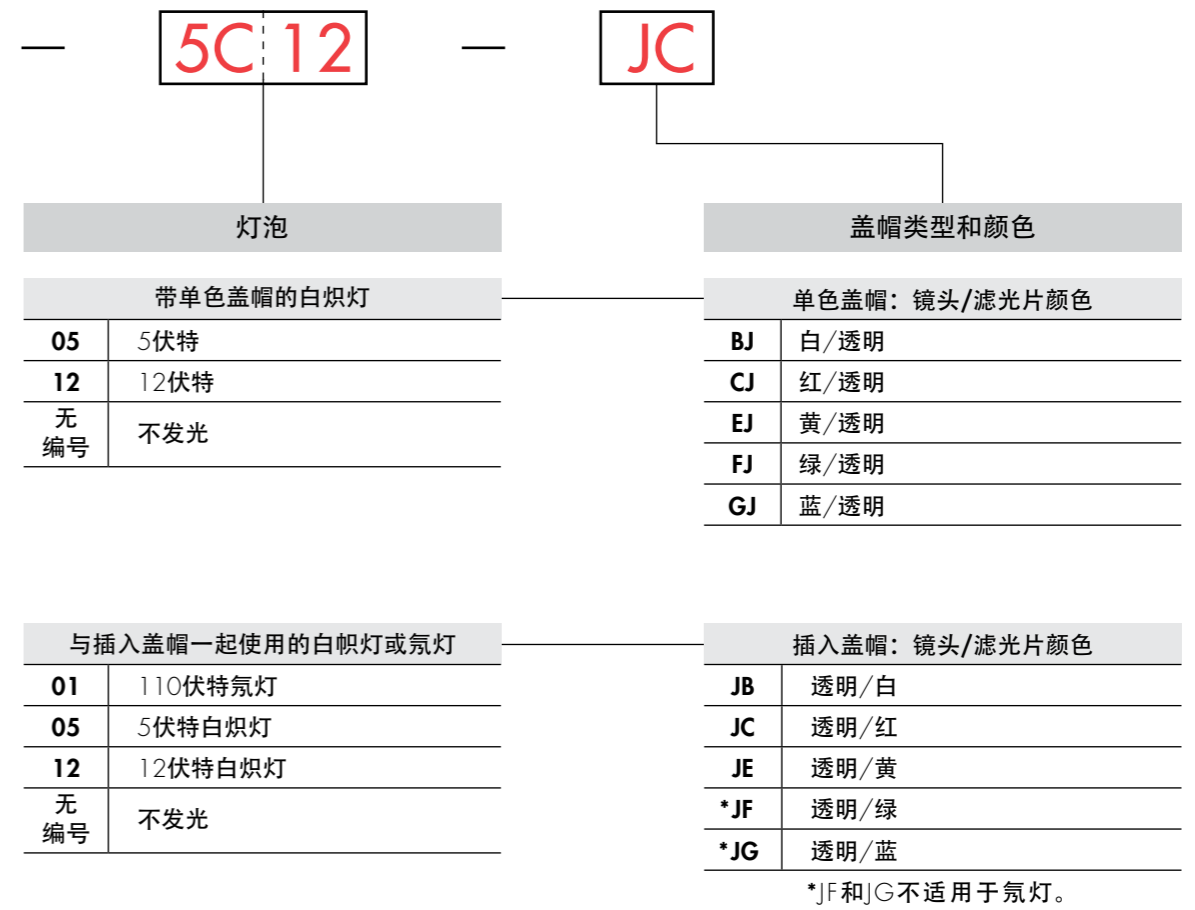 — 5C 12 — JC
灯泡
盖帽类型和颜色
带单色盖帽的白炽灯
05 5伏特
12 12伏特
无
编号
不发光
单色盖帽：镜头/滤光片颜色
BJ 白/透明
CJ 红/透明
EJ 黄/透明
FJ 绿/透明
GJ 蓝/透明
与插入盖帽一起使用的白帜灯或氖灯
01 110伏特氖灯
05 5伏特白炽灯
12 12伏特白炽灯
无
编号
不发光
插入盖帽：镜头/滤光片颜色
JB 透明/白
JC 透明/红
JE 透明/黄
*JF 透明/绿
*JG 透明/蓝
*JF和JG不适用于氖灯。